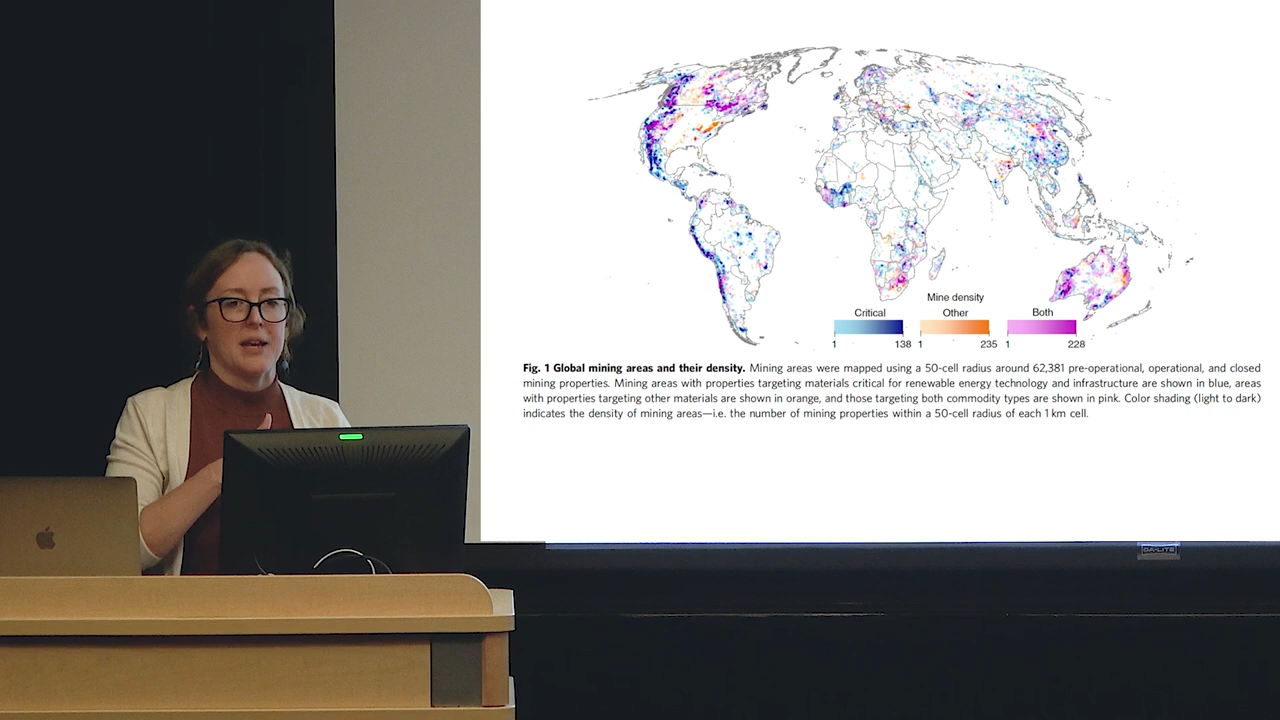 Mine density
Critical Other Both
1 138 1 235 1 228
Fig. 1 Global mining areas and their density. Mining areas were mapped using a 50-cell radius around 62,381 pre-operational, operational, and closed
mining properties. Mining areas with properties targeting materials critical for renewable energy technology and infrastructure are shown in blue, areas
with properties targeting other materials are shown in orange, and those targeting both commodity types are shown in pink. Color shading (light to dark)
indicates the density of mining areas—i.e. the number of mining properties within a 50-cell radius of each 1 km cell.
DA-LITE